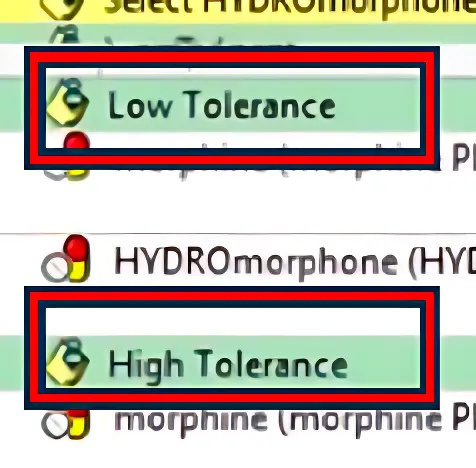 Select HYDROmorphone
Low Tolerance
morphine (morphine P
HYDROmorphone (HYD
High Tolerance
morphine (morphine P